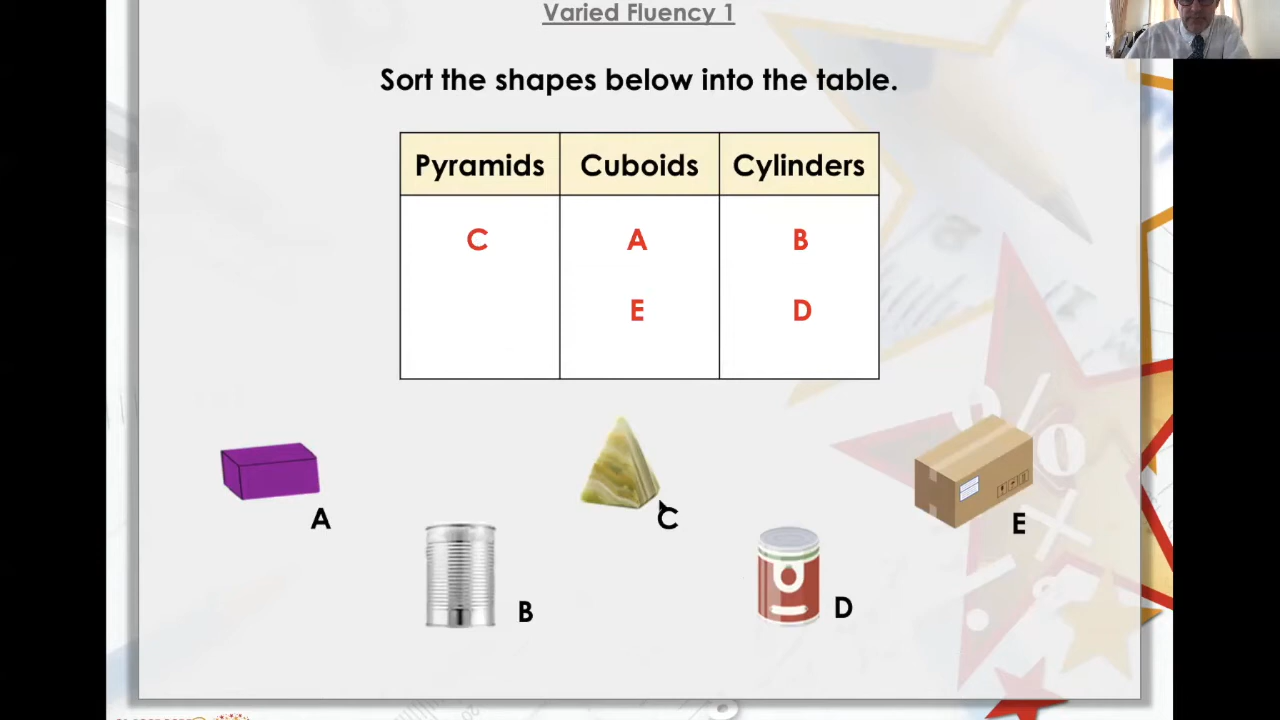 Varied Fluency 1
Sort the shapes below into the table.
Pyramids Cuboids Cylinders
C A B
E D
A
C
E
B
D